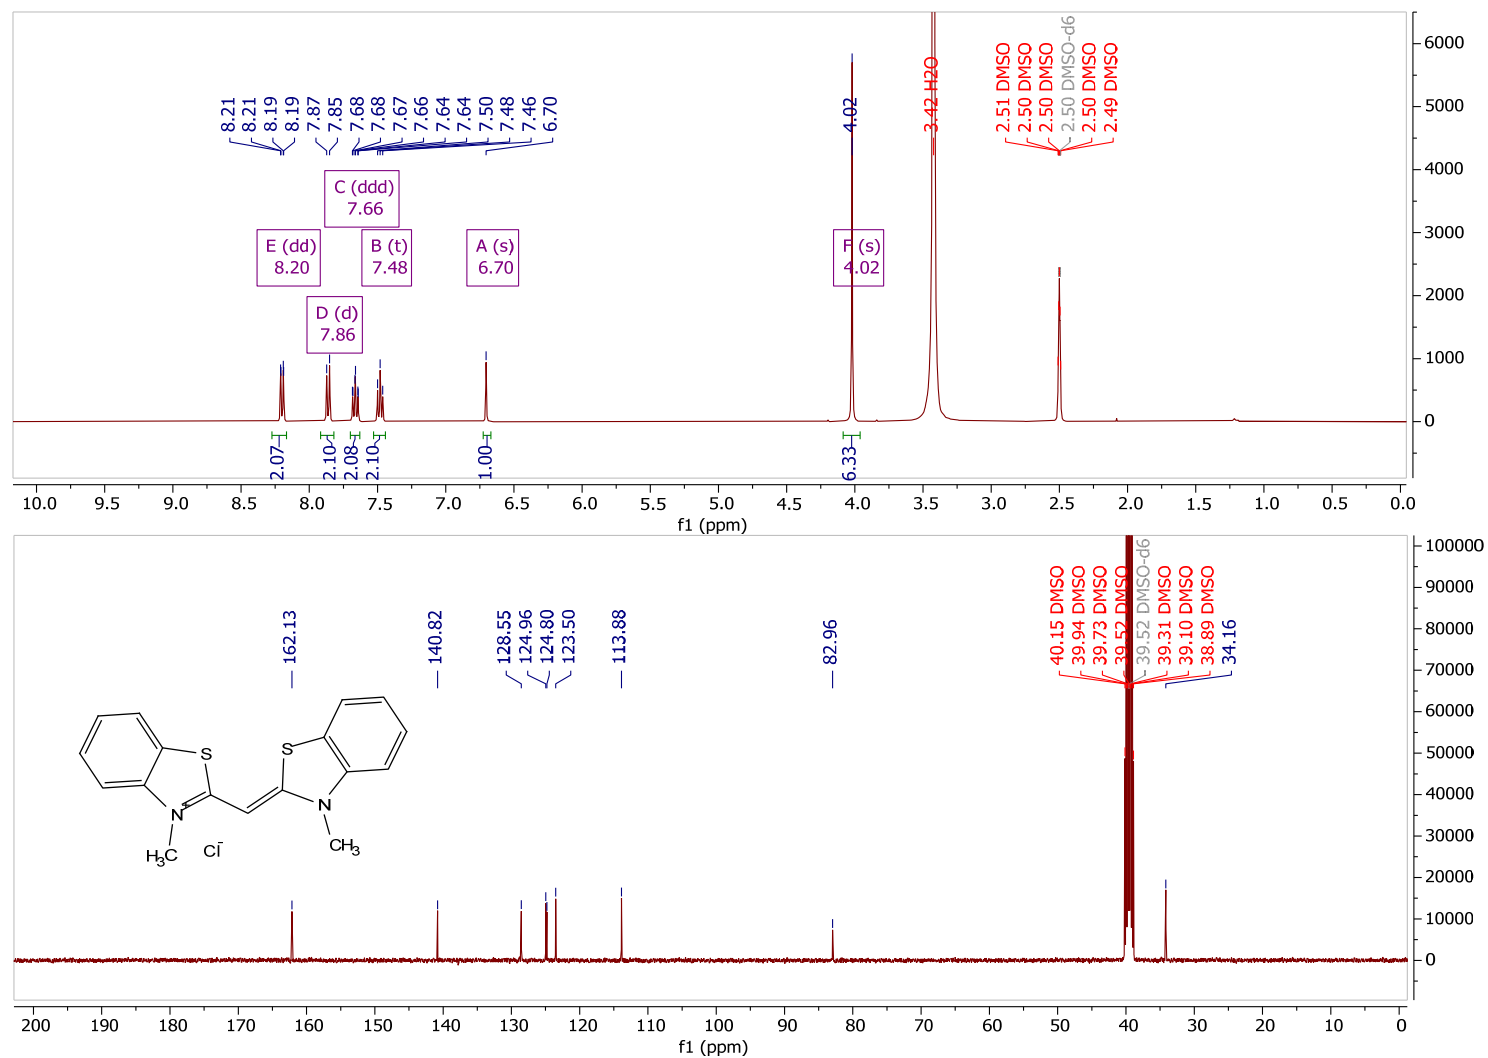 8.21
8.21
8.19
8.19
7.87
7.85
7.68
7.68
7.67
7.66
7.64
7.64
7.50
7.48
7.46
6.70
4.02
3.42 H2O
2.51 DMSO
2.50 DMSO
2.50 DMSO
2.50 DMSO-d6
2.50 DMSO
2.49 DMSO
C (ddd)
7.66
E (dd)
8.20
B (t)
7.48
A (s)
6.70
F (s)
4.02
D (d)
7.86
6000
5000
4000
3000
2000
1000
0
2.07
2.10
2.08
2.10
1.00
6.33
10.0 9.5 9.0 8.5 8.0 7.5 7.0 6.5 6.0 5.5 5.0 4.5 4.0 3.5 3.0 2.5 2.0 1.5 1.0 0.5 0.0
f1 (ppm)
162.13
140.82
128.55
124.96
124.80
123.50
113.88
82.96
40.15 DMSO
39.94 DMSO
39.73 DMSO
39.52 DMSO
39.52 DMSO-d6
39.31 DMSO
39.10 DMSO
38.89 DMSO
34.16
100000
90000
80000
70000
60000
50000
40000
30000
20000
10000
0
S
S
N+
N
H3C
Cl-
CH3
200 190 180 170 160 150 140 130 120 110 100 90 80 70 60 50 40 30 20 10 0
f1 (ppm)